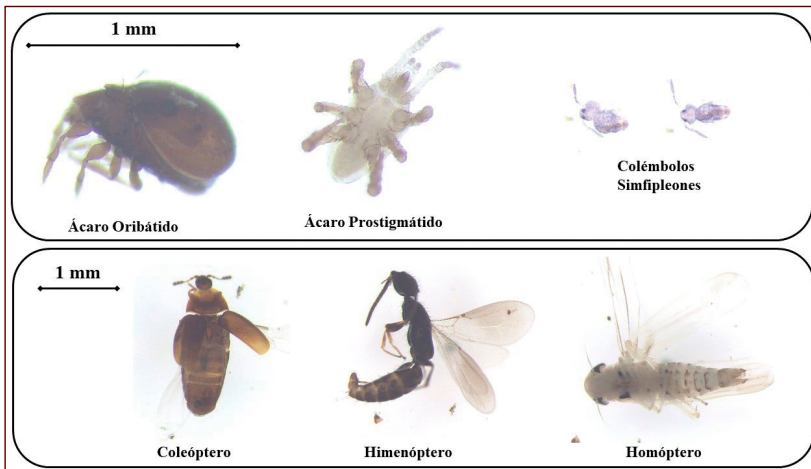 1 mm
Ácaro Oribátido
Ácaro Prostigmátido
Colémbolos
Simfipleones
1 mm
Coleóptero
Himenóptero
Homóptero